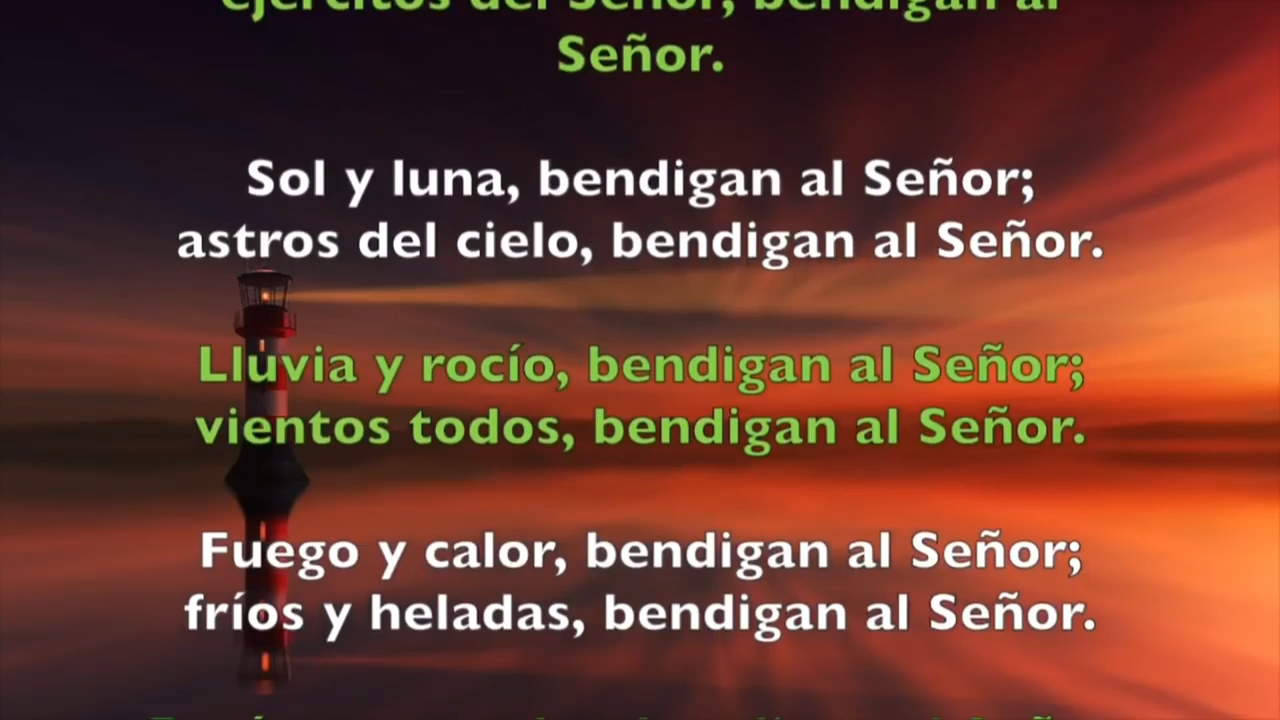 ejércitos del Señor, bendigan al
Señor.
Sol y luna, bendigan al Señor;
astros del cielo, bendigan al Señor.
Lluvia y rocío, bendigan al Señor;
vientos todos, bendigan al Señor.
Fuego y calor, bendigan al Señor;
fríos y heladas, bendigan al Señor.